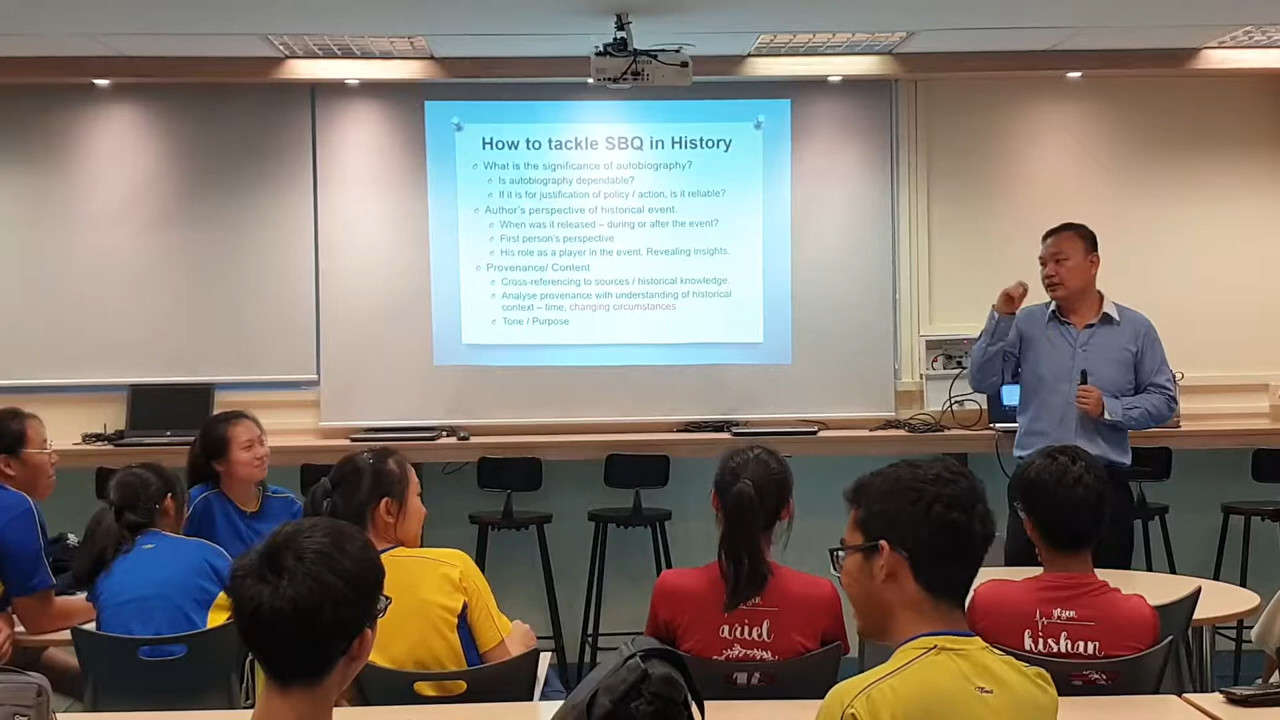 How to tackle SBQ in History
What is the significance of autobiography?
Is autobiography dependable?
If it is for justification of policy / action, is it reliable?
Author's perspective of historical event.
When was it released – during or after the event?
First person's perspective
His role as a player in the event. Revealing insights.
Provenance/ Content
Cross-referencing to sources / historical knowledge.
Analyse provenance with understanding of historical
context – time, changing circumstances
Tone / Purpose
ariel
ytzen
kishan